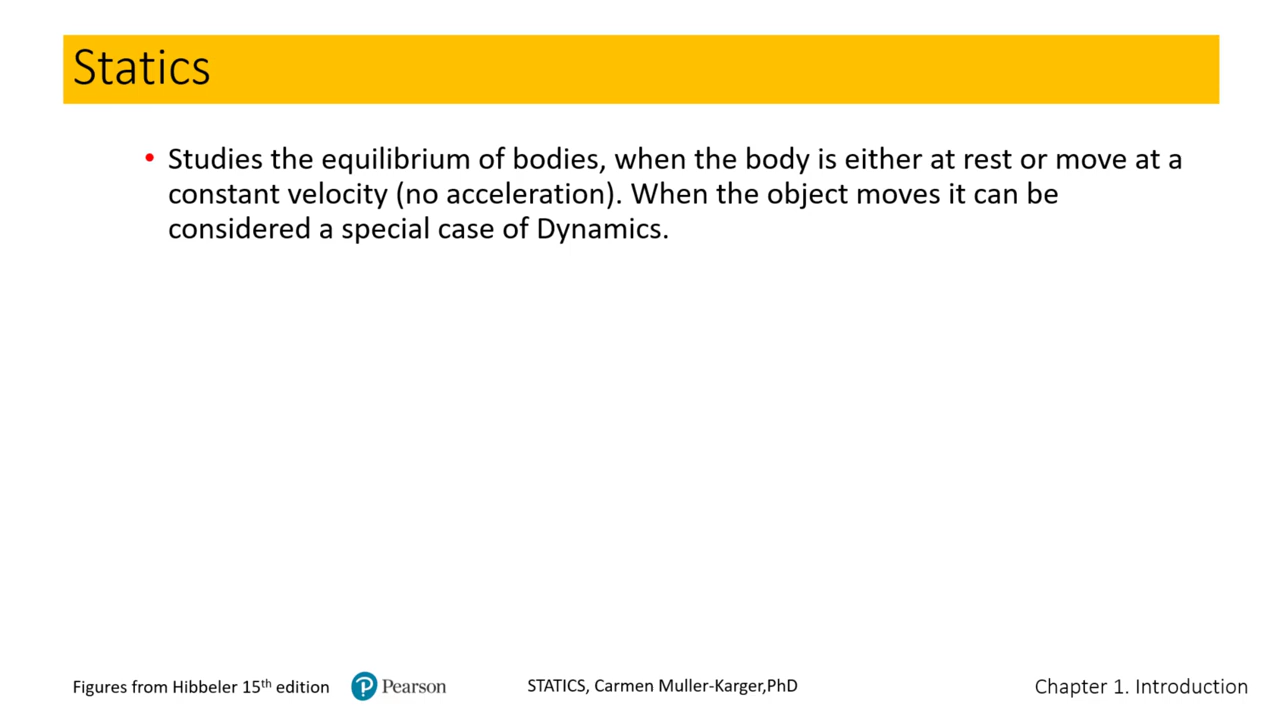 Statics
• Studies the equilibrium of bodies, when the body is either at rest or move at a
constant velocity (no acceleration). When the object moves it can be
considered a special case of Dynamics.
Figures from Hibbeler 15th edition
Pearson
STATICS, Carmen Muller-Karger,PhD
Chapter 1. Introduction